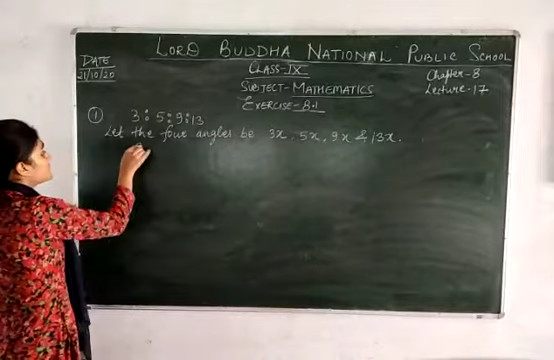 LORD BUDDHA NATIONAL PUBLIC SCHOOL
DATE
21/10/20
CLASS-IX
SUBJECT-MATHEMATICS
EXERCISE-8.1
Chapter-8
Lecture-17
① 3:5:9:13
Let the four angles be 3x, 5x, 9x & 13x.